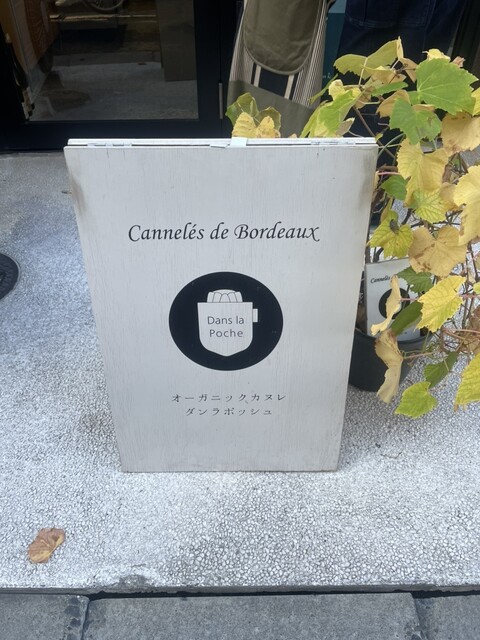 Cannelés de Bordeaux
Dans la
Poche
オーガニックカヌレ
ダンラポッシュ
Cannelés